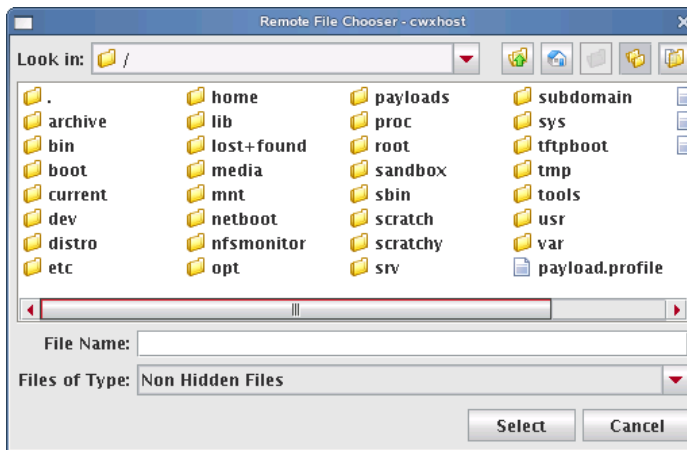 Remote File Chooser - cwxhost
Look in: /
. home payloads subdomain
archive lib proc sys
bin lost+found root tftpboot
boot media sandbox tmp
current mnt sbin tools
dev netboot scratch usr
distro nfsmonitor scratchy var
etc opt srv payload.profile
File Name:
Files of Type: Non Hidden Files
Select Cancel